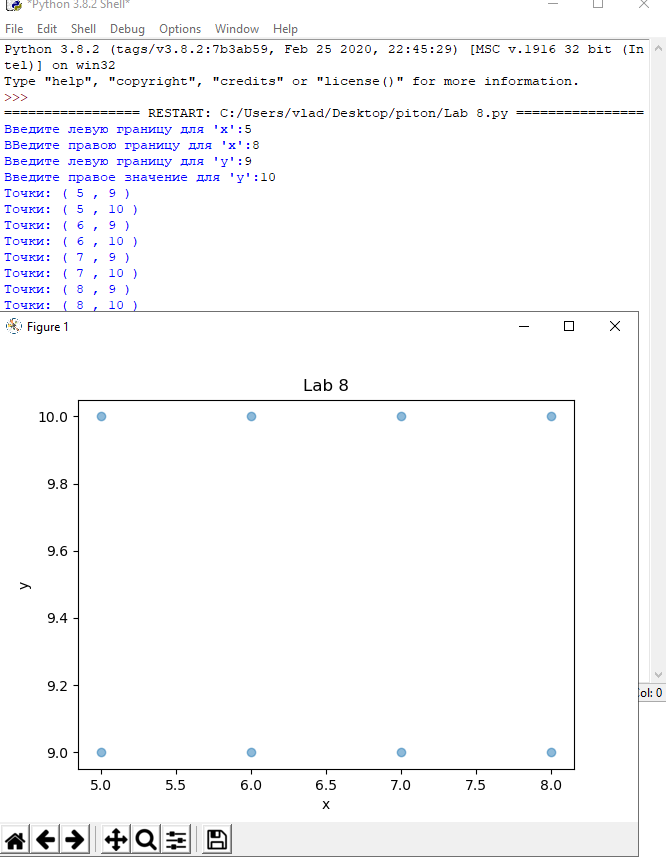 *Python 3.8.2 Shell*
File Edit Shell Debug Options Window Help
Python 3.8.2 (tags/v3.8.2:7b3ab59, Feb 25 2020, 22:45:29) [MSC v.1916 32 bit (In
tel)] on win32
Type "help", "copyright", "credits" or "license()" for more information.
>>>
================= RESTART: C:/Users/vlad/Desktop/piton/Lab 8.py ================
Введите левую границу для 'x':5
ВВедите правою границу для 'x':8
Введите левую границу для 'y':9
Введите правое значение для 'y':10
Точки: ( 5 , 9 )
Точки: ( 5 , 10 )
Точки: ( 6 , 9 )
Точки: ( 6 , 10 )
Точки: ( 7 , 9 )
Точки: ( 7 , 10 )
Точки: ( 8 , 9 )
Точки: ( 8 , 10 )
Figure 1
Lab 8
10.0
9.8
9.6
y
9.4
9.2
ol: 0
9.0
5.0 5.5 6.0 6.5 7.0 7.5 8.0
x